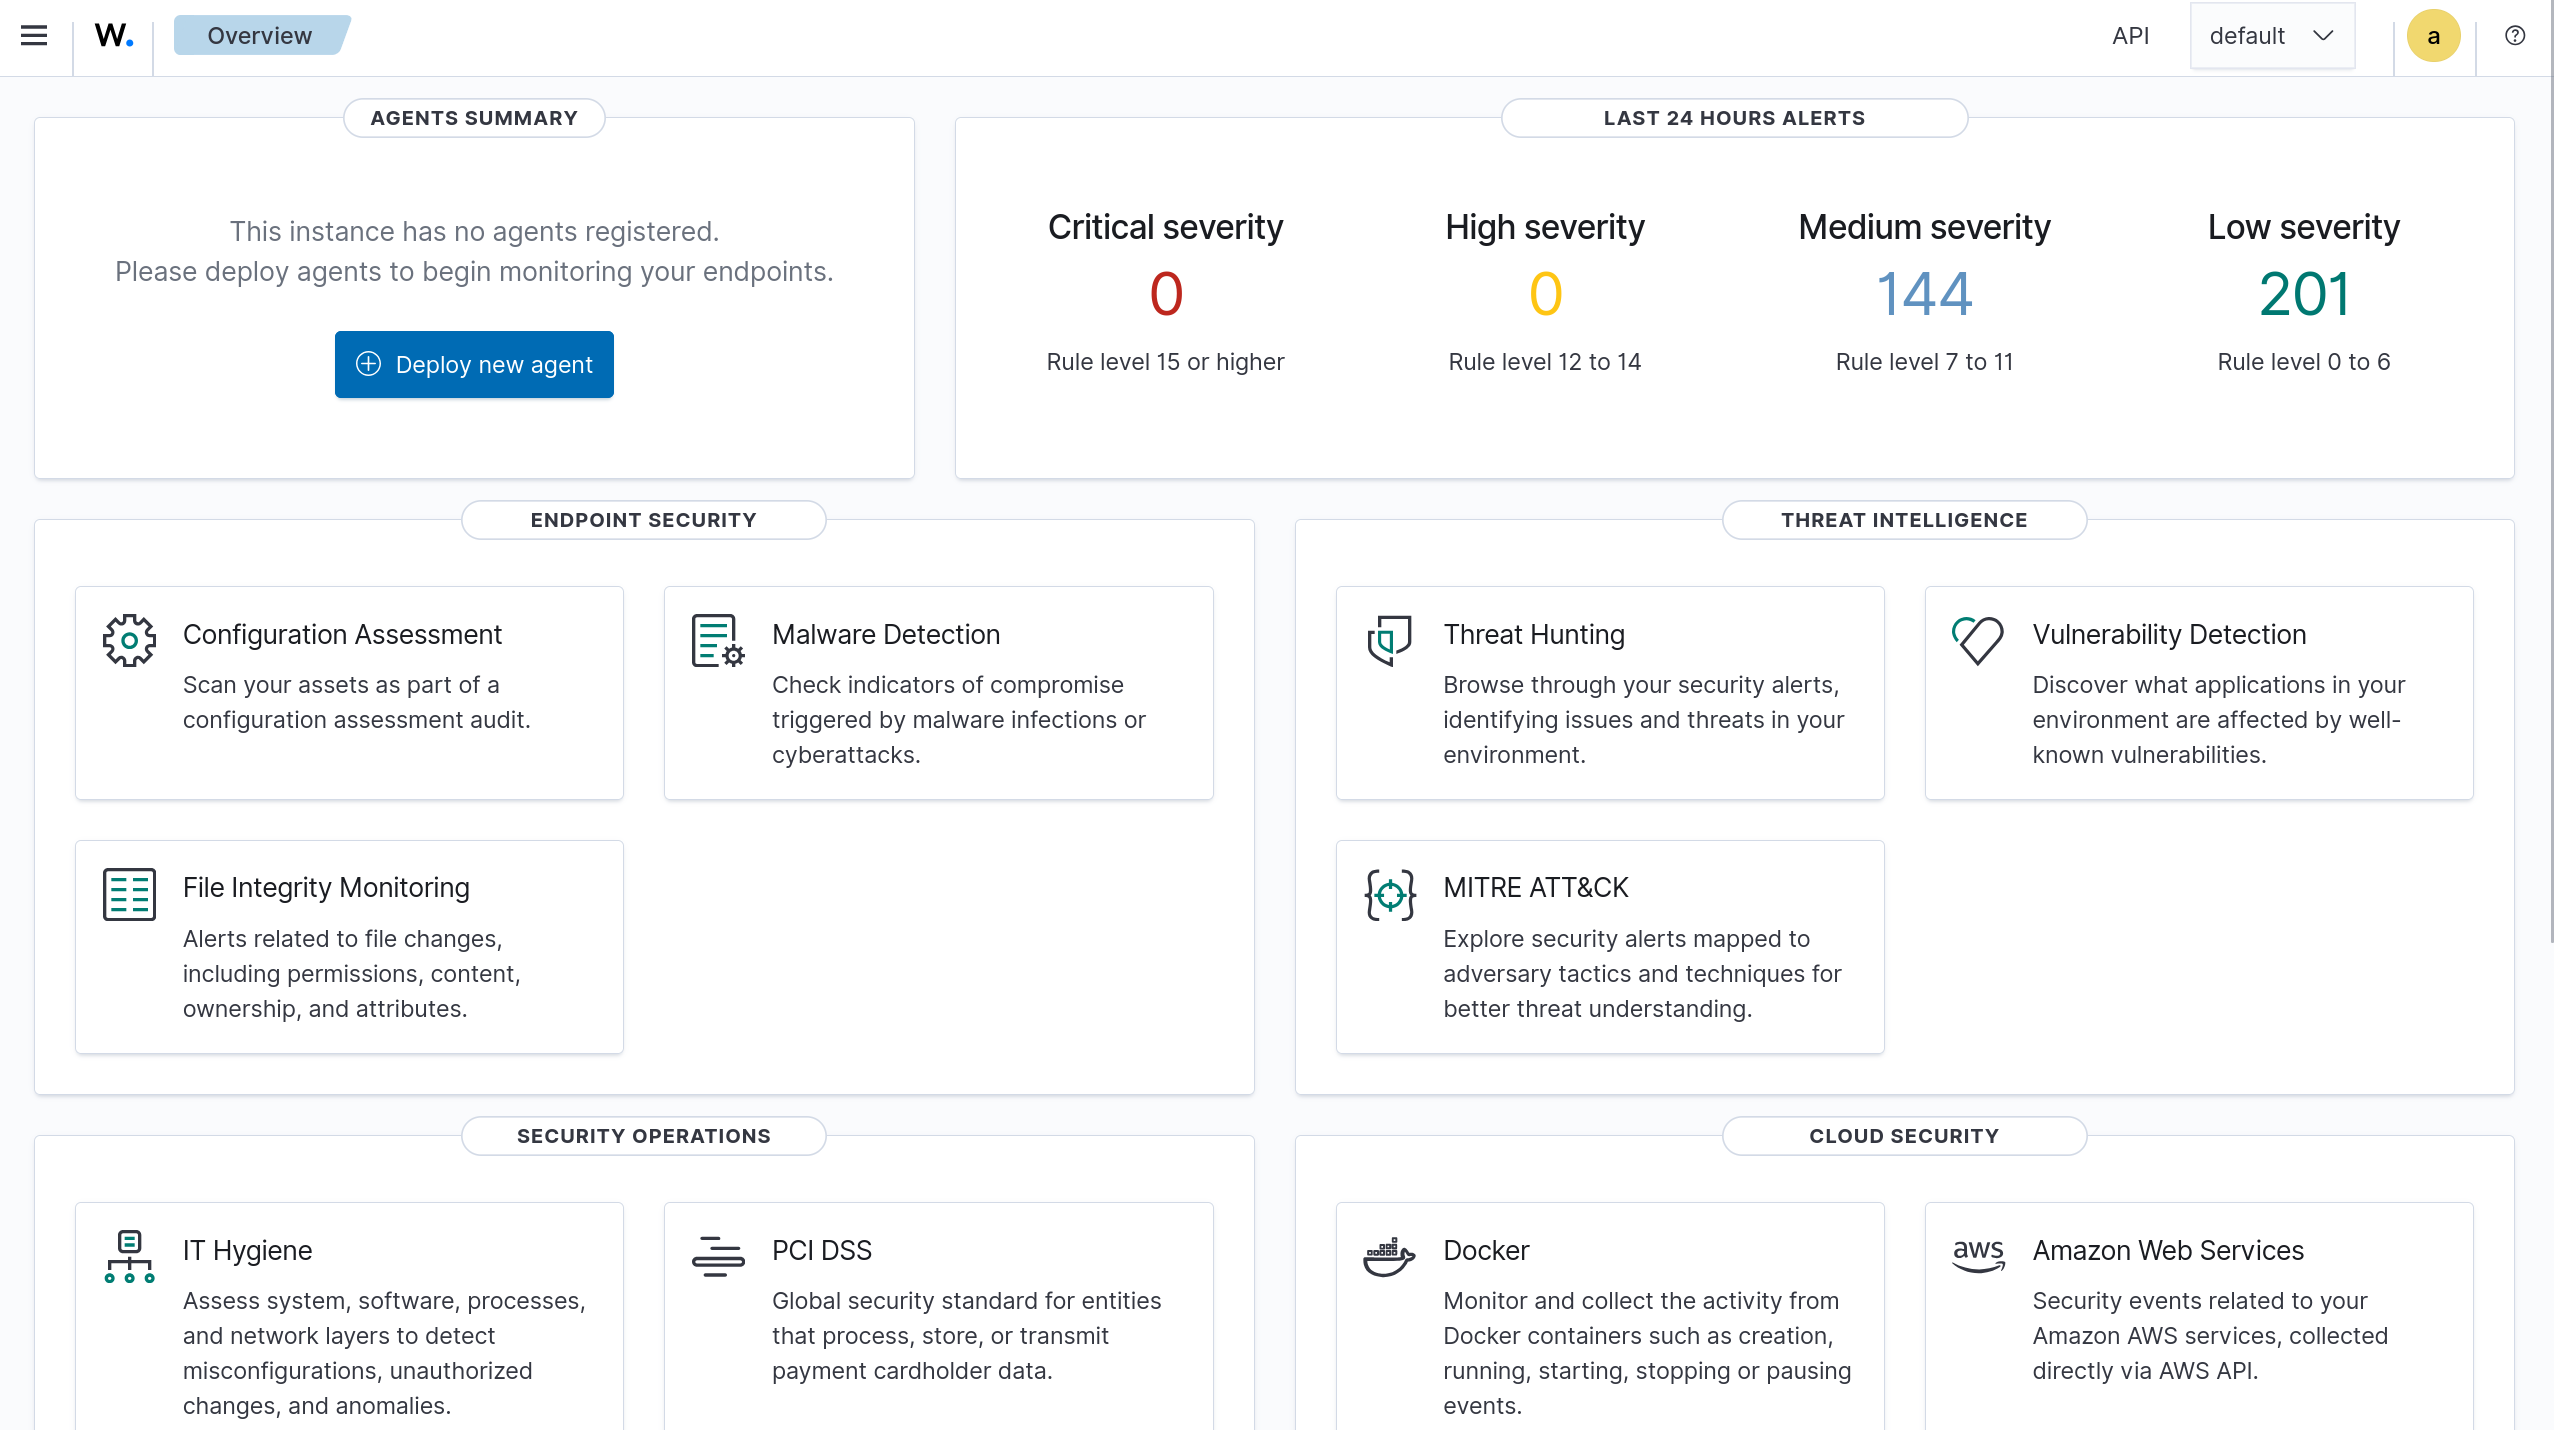 W.
Overview
API
default
a
AGENTS SUMMARY
This instance has no agents registered.
Please deploy agents to begin monitoring your endpoints.
Deploy new agent
LAST 24 HOURS ALERTS
Critical severity
0
Rule level 15 or higher
High severity
0
Rule level 12 to 14
Medium severity
144
Rule level 7 to 11
Low severity
201
Rule level 0 to 6
ENDPOINT SECURITY
Configuration Assessment
Scan your assets as part of a
configuration assessment audit.
Malware Detection
Check indicators of compromise
triggered by malware infections or
cyberattacks.
File Integrity Monitoring
Alerts related to file changes,
including permissions, content,
ownership, and attributes.
THREAT INTELLIGENCE
Threat Hunting
Browse through your security alerts,
identifying issues and threats in your
environment.
Vulnerability Detection
Discover what applications in your
environment are affected by well-
known vulnerabilities.
MITRE ATT&CK
Explore security alerts mapped to
adversary tactics and techniques for
better threat understanding.
SECURITY OPERATIONS
IT Hygiene
Assess system, software, processes,
and network layers to detect
misconfigurations, unauthorized
changes, and anomalies.
PCI DSS
Global security standard for entities
that process, store, or transmit
payment cardholder data.
CLOUD SECURITY
Docker
Monitor and collect the activity from
Docker containers such as creation,
running, starting, stopping or pausing
events.
aws
Amazon Web Services
Security events related to your
Amazon AWS services, collected
directly via AWS API.